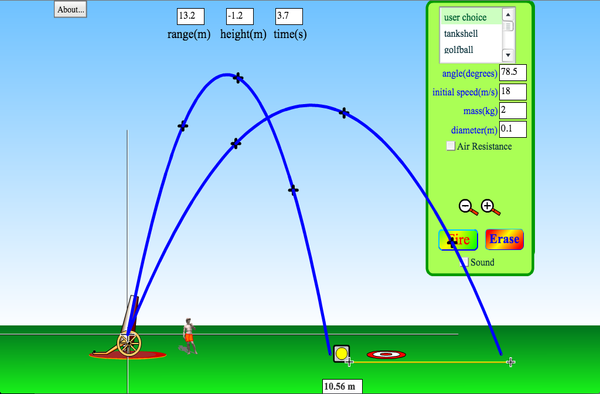 About...
13.2 -1.2 3.7
range(m) height(m) time(s)
user choice
tankshell
golfball
angle(degrees) 78.5
initial speed(m/s) 18
mass(kg) 2
diameter(m) 0.1
Air Resistance
Fire Erase
Sound
10.56 m